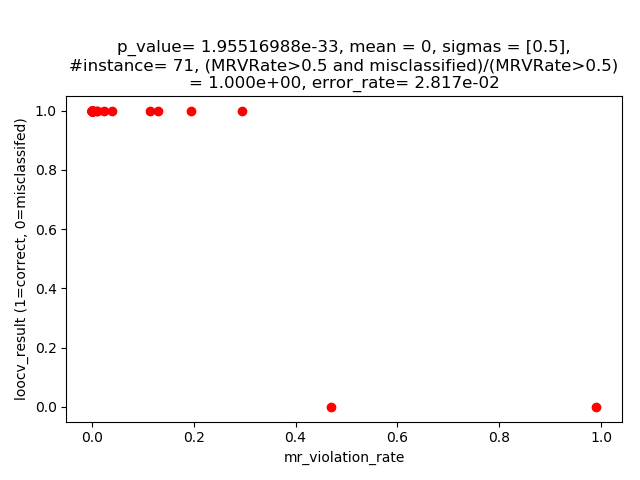 p_value= 1.95516988e-33, mean = 0, sigmas = [0.5],
#instance= 71, (MRVRate>0.5 and misclassified)/(MRVRate>0.5)
= 1.000e+00, error_rate= 2.817e-02
loocv_result (1=correct, 0=misclassifed)
1.0
0.8
0.6
0.4
0.2
0.0
0.0 0.2 0.4 0.6 0.8 1.0
mr_violation_rate